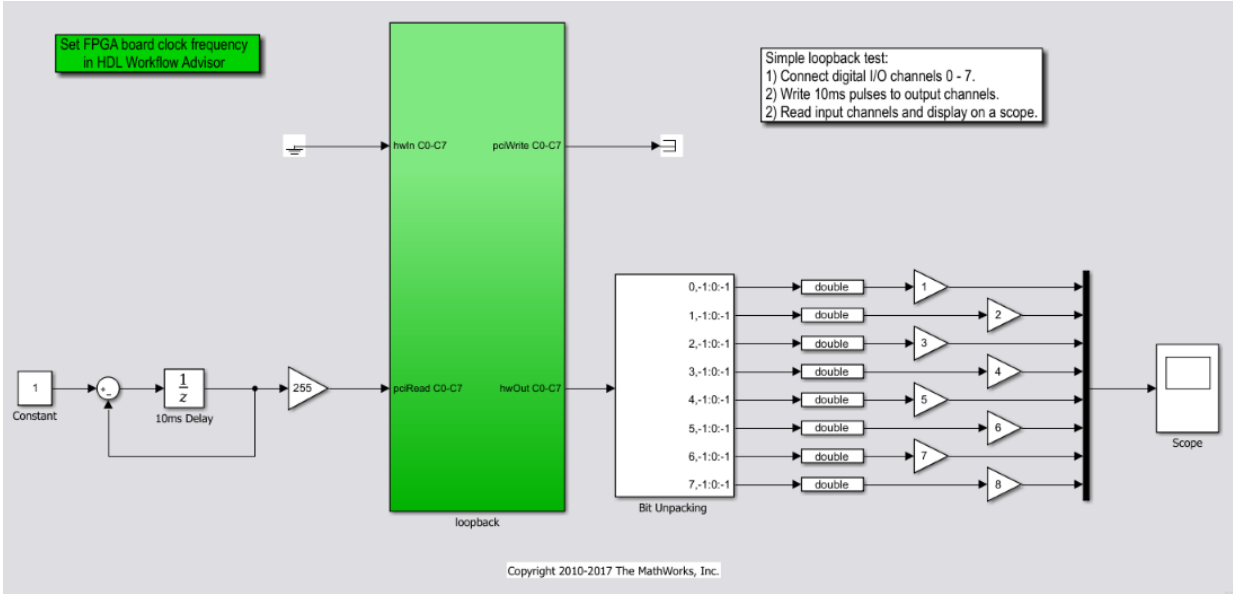 Set FPGA board clock frequency
in HDL Workflow Advisor
Simple loopback test:
1) Connect digital I/O channels 0 - 7.
2) Write 10ms pulses to output channels.
2) Read input channels and display on a scope.
hwIn C0-C7
pciWrite C0-C7
0,-1:0:-1
double
1
1,-1:0:-1
double
2
2,-1:0:-1
double
3
3,-1:0:-1
double
4
4,-1:0:-1
double
5
5,-1:0:-1
double
6
6,-1:0:-1
double
7
7,-1:0:-1
double
8
1
Constant
+
-
1
z
10ms Delay
255
pciRead C0-C7
hwOut C0-C7
Scope
Bit Unpacking
loopback
Copyright 2010-2017 The MathWorks, Inc.